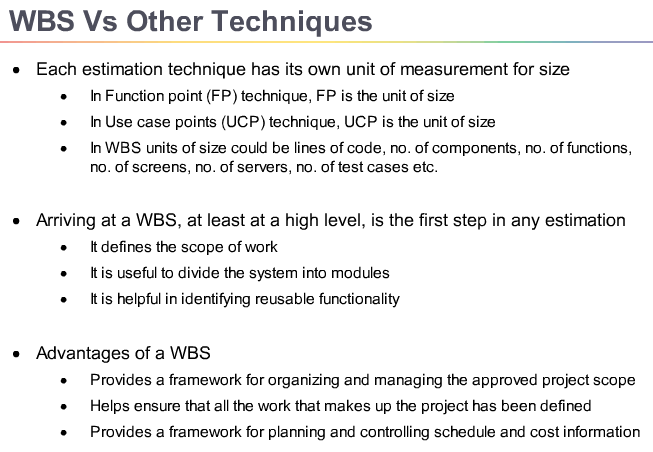 WBS Vs Other Techniques
• Each estimation technique has its own unit of measurement for size
• In Function point (FP) technique, FP is the unit of size
• In Use case points (UCP) technique, UCP is the unit of size
• In WBS units of size could be lines of code, no. of components, no. of functions,
no. of screens, no. of servers, no. of test cases etc.
• Arriving at a WBS, at least at a high level, is the first step in any estimation
• It defines the scope of work
• It is useful to divide the system into modules
• It is helpful in identifying reusable functionality
• Advantages of a WBS
• Provides a framework for organizing and managing the approved project scope
• Helps ensure that all the work that makes up the project has been defined
• Provides a framework for planning and controlling schedule and cost information